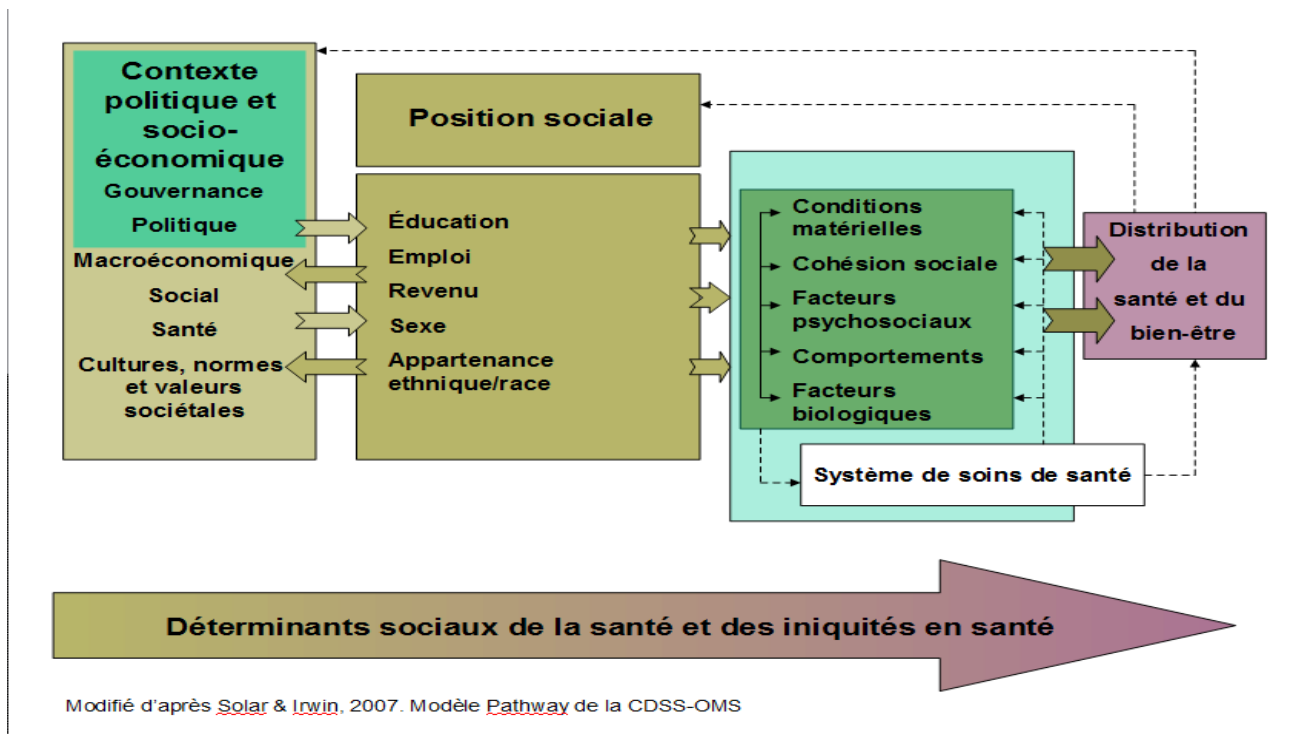 Contexte
politique et
socio-
économique
Gouvernance
Politique
Macroéconomique
Social
Santé
Cultures, normes
et valeurs
sociétales
Position sociale
Éducation
Emploi
Revenu
Sexe
Appartenance
ethnique/race
Conditions
matérielles
Cohésion sociale
Facteurs
psychosociaux
Comportements
Facteurs
biologiques
Système de soins de santé
Distribution
de la
santé et du
bien-être
Déterminants sociaux de la santé et des iniquités en santé
Modifié d'après Solar & Irwin, 2007. Modèle Pathway de la CDSS-OMS